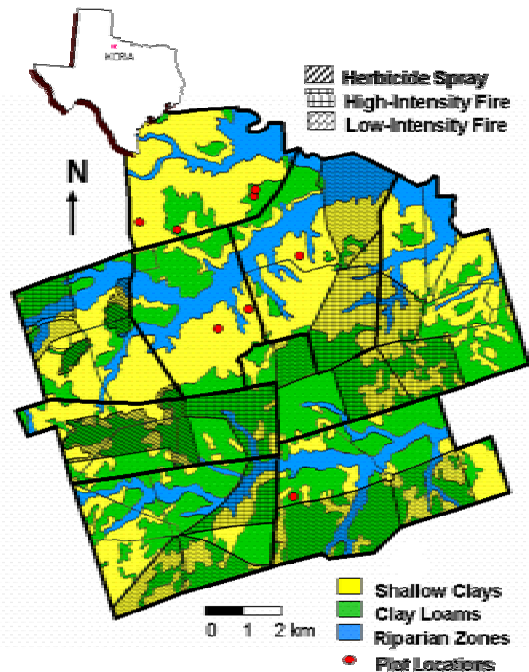 KCRA
Herbicide Spray
High-Intensity Fire
Low-Intensity Fire
N
Shallow Clays
Clay Loams
Riparian Zones
Plot Locations
0 1 2 km